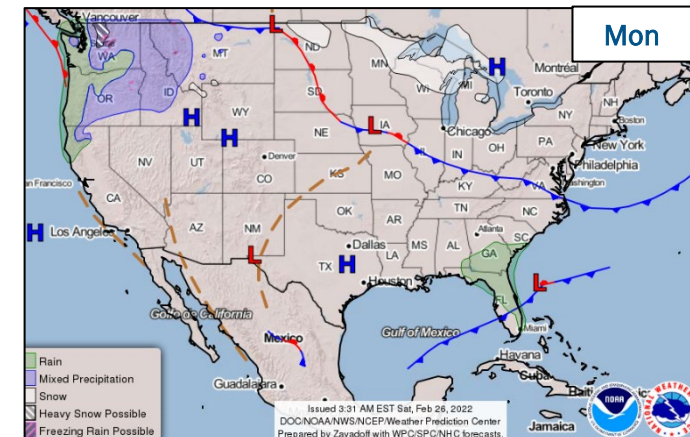 Mon
Vancouver
WA
MT
ND
MN
OR
ID
WY
SD
WI
MI
Montréal
Toronto
NH
Boston
NY
New York
IA
NE
Chicago
IN
OH
PA
Philadelphia
NV
UT
Denver
CO
KS
MO
KY
VA
CA
AZ
NM
OK
AR
TN
NC
SC
Los Angeles
Dallas
TX
LA
MS
AL
Atlanta
GA
Houston
FL
Miami
Golfo de California
Gulf of Mexico
Mexico
Guadalajara
Havana
Cuba
Jamaica
H
H
H
H
H
L
L
L
L
Rain
Mixed Precipitation
Snow
Heavy Snow Possible
Freezing Rain Possible
Issued 3:31 AM EST Sat, Feb 26, 2022
DOC/NOAA/NWS/NCEP/Weather Prediction Center
Prepared by Zavadoff with WPC/SPC/NHC forecasts.
NOAA